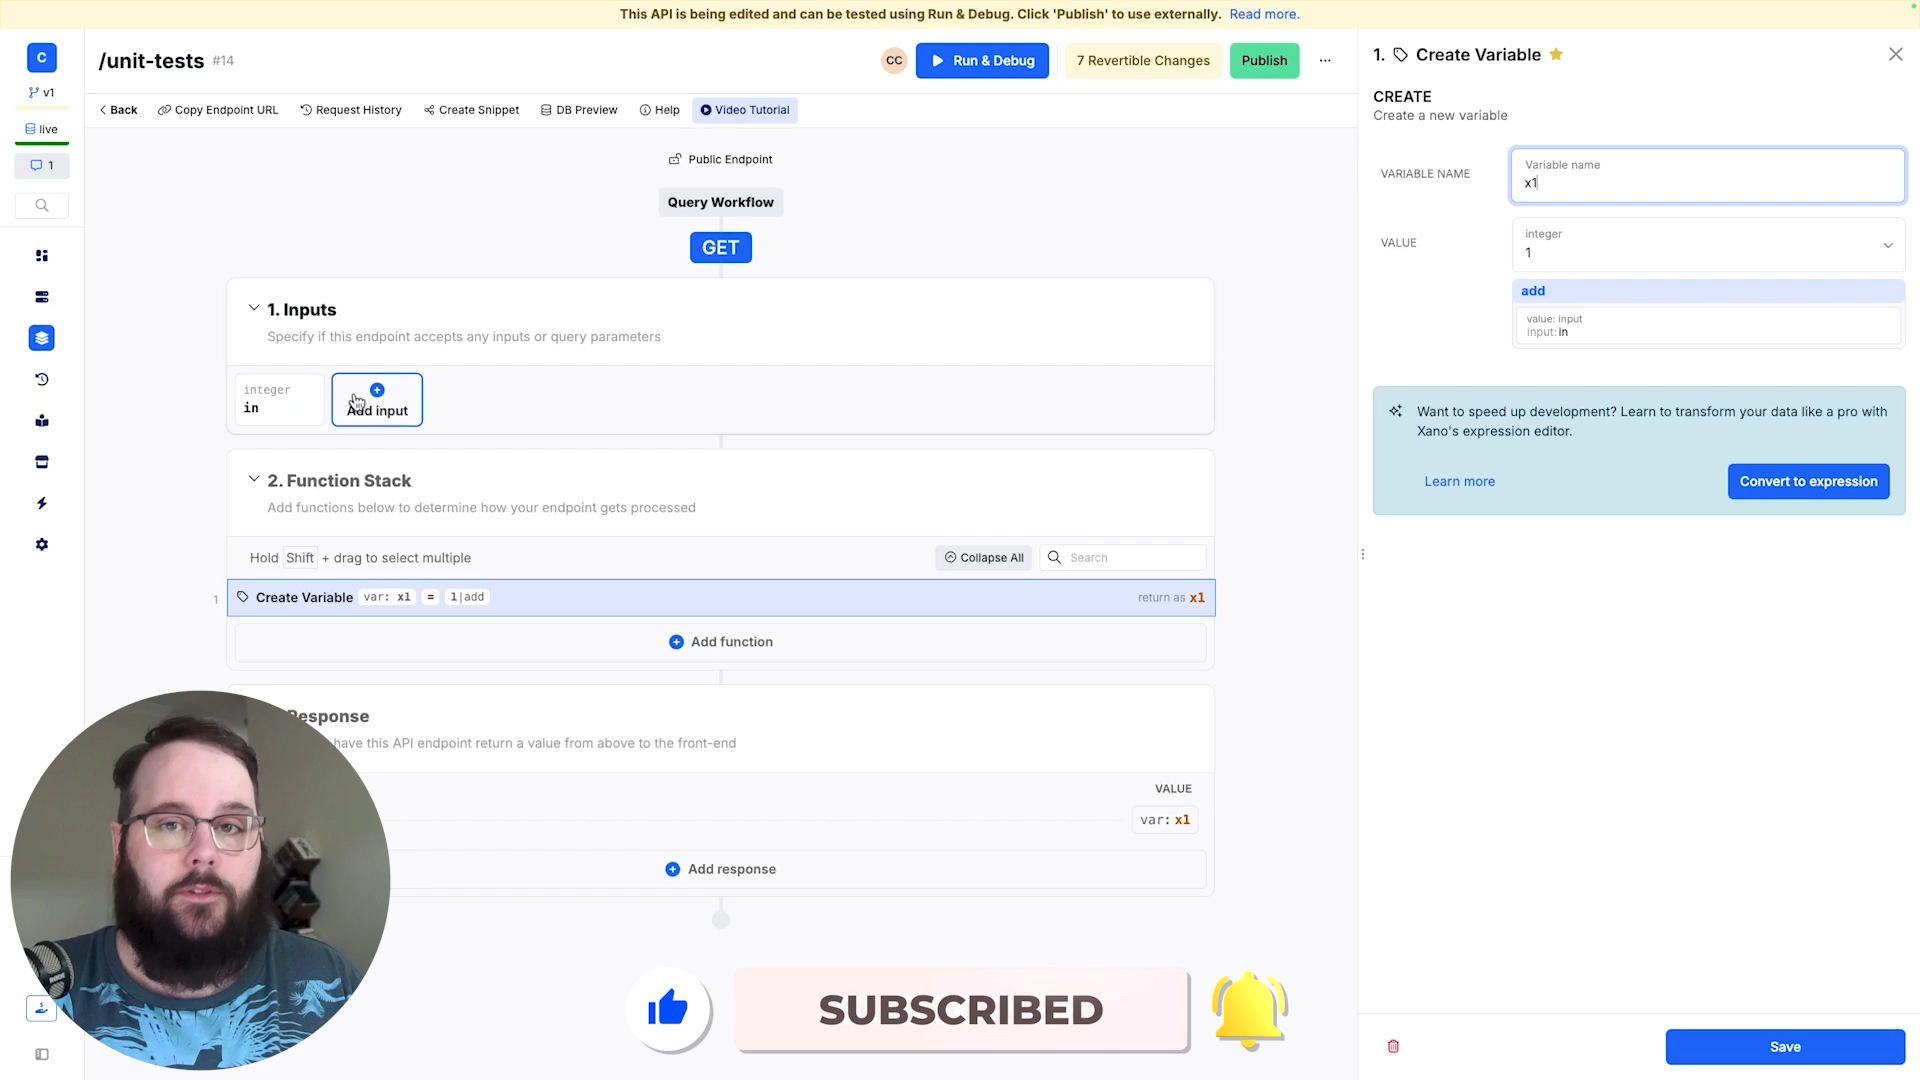 This API is being edited and can be tested using Run & Debug. Click 'Publish' to use externally. Read more.
C
v1
live
1
/unit-tests #14
CC
Run & Debug
7 Revertible Changes
Publish
Back
Copy Endpoint URL
Request History
Create Snippet
DB Preview
Help
Video Tutorial
Public Endpoint
Query Workflow
GET
1. Inputs
Specify if this endpoint accepts any inputs or query parameters
integer
in
Add input
2. Function Stack
Add functions below to determine how your endpoint gets processed
Hold Shift + drag to select multiple
Collapse All
Search
1
Create Variable var: x1 = 1|add
return as x1
Add function
Response
have this API endpoint return a value from above to the front-end
VALUE
var: x1
Add response
SUBSCRIBED
1. Create Variable
CREATE
Create a new variable
VARIABLE NAME
Variable name
x1
VALUE
integer
1
add
value: input
input: in
Want to speed up development? Learn to transform your data like a pro with
Xano's expression editor.
Learn more
Convert to expression
Save